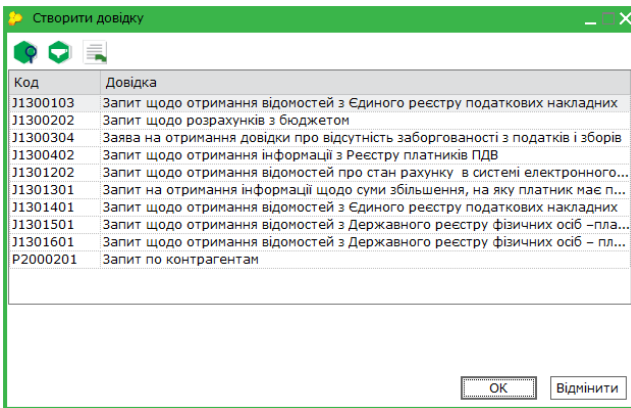 Створити довідку
Код Довідка
J1300103 Запит щодо отримання відомостей з Єдиного реєстру податкових накладних
J1300202 Запит щодо розрахунків з бюджетом
J1300304 Заява на отримання довідки про відсутність заборгованості з податків і зборів
J1300402 Запит щодо отримання інформації з Реєстру платників ПДВ
J1301202 Запит щодо отримання відомостей про стан рахунку в системі електронного...
J1301301 Запит на отримання інформації щодо суми збільшення, на яку платник має п...
J1301401 Запит щодо отримання відомостей з Єдиного реєстру податкових накладних
J1301501 Запит щодо отримання відомостей з Державного реєстру фізичних осіб –пла...
J1301601 Запит щодо отримання відомостей з Державного реєстру фізичних осіб – пл...
P2000201 Запит по контрагентам
OK Відмінити